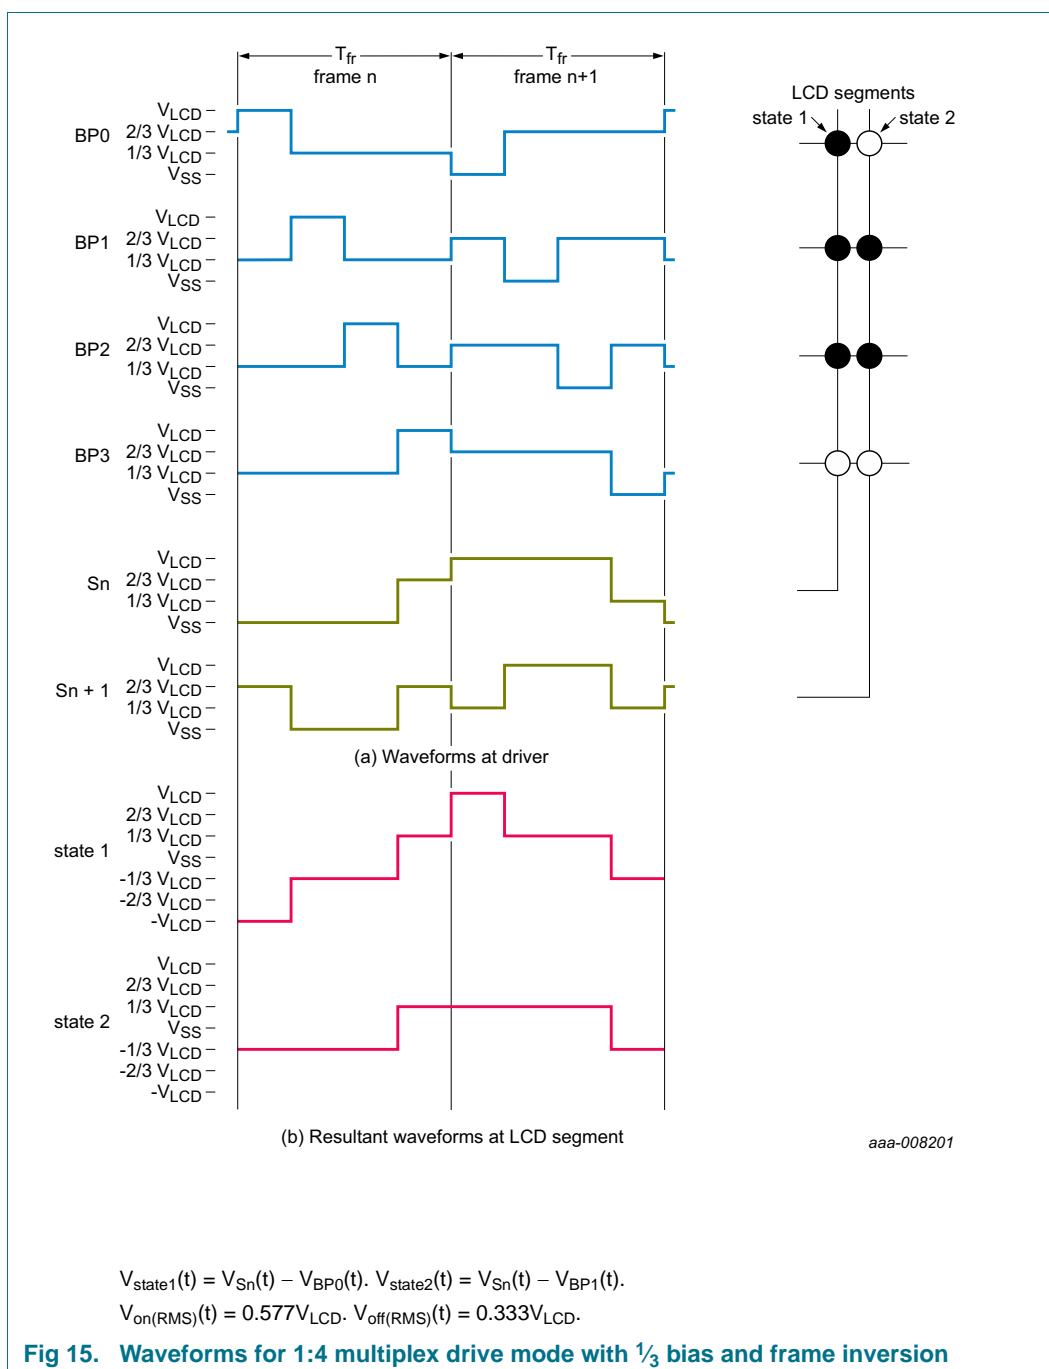 Tfr Tfr
frame n frame n+1
LCD segments
state 1 state 2
BP0
VLCD
2/3 VLCD
1/3 VLCD
VSS
BP1
VLCD
2/3 VLCD
1/3 VLCD
VSS
BP2
VLCD
2/3 VLCD
1/3 VLCD
VSS
BP3
VLCD
2/3 VLCD
1/3 VLCD
VSS
Sn
VLCD
2/3 VLCD
1/3 VLCD
VSS
Sn + 1
VLCD
2/3 VLCD
1/3 VLCD
VSS
(a) Waveforms at driver
state 1
VLCD
2/3 VLCD
1/3 VLCD
VSS
-1/3 VLCD
-2/3 VLCD
-VLCD
state 2
VLCD
2/3 VLCD
1/3 VLCD
VSS
-1/3 VLCD
-2/3 VLCD
-VLCD
(b) Resultant waveforms at LCD segment
aaa-008201
Vstate1(t) = VSn(t) − VBP0(t). Vstate2(t) = VSn(t) − VBP1(t).
Von(RMS)(t) = 0.577VLCD. Voff(RMS)(t) = 0.333VLCD.
Fig 15. Waveforms for 1:4 multiplex drive mode with 1⁄3 bias and frame inversion